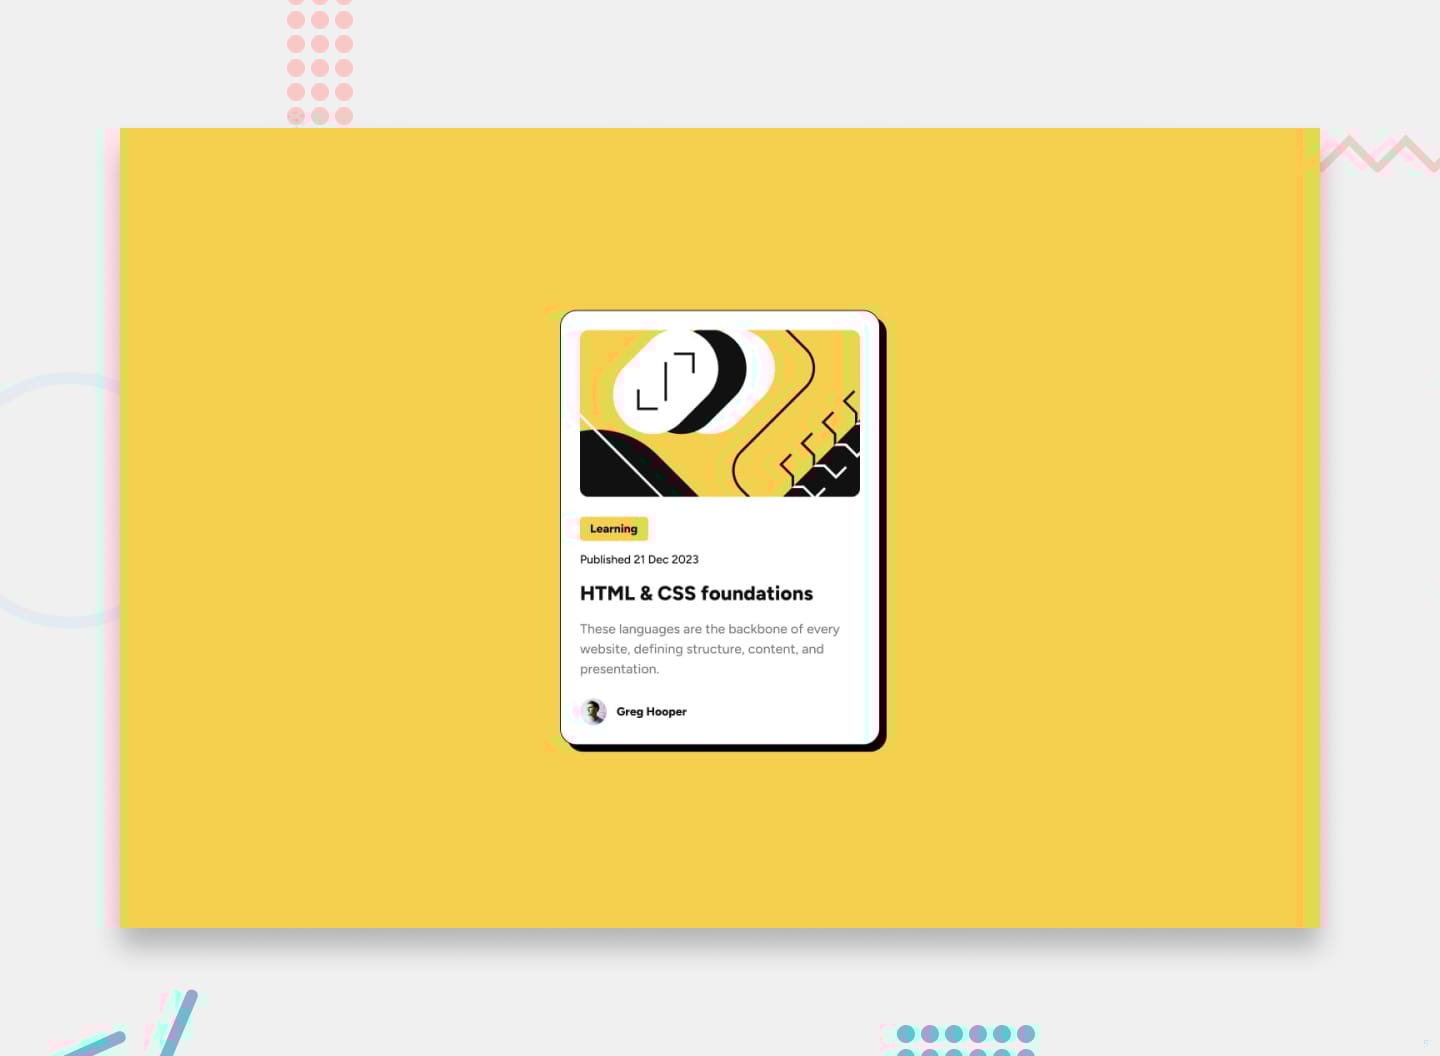 Learning
Published 21 Dec 2023
HTML & CSS foundations
These languages are the backbone of every
website, defining structure, content, and
presentation.
Greg Hooper